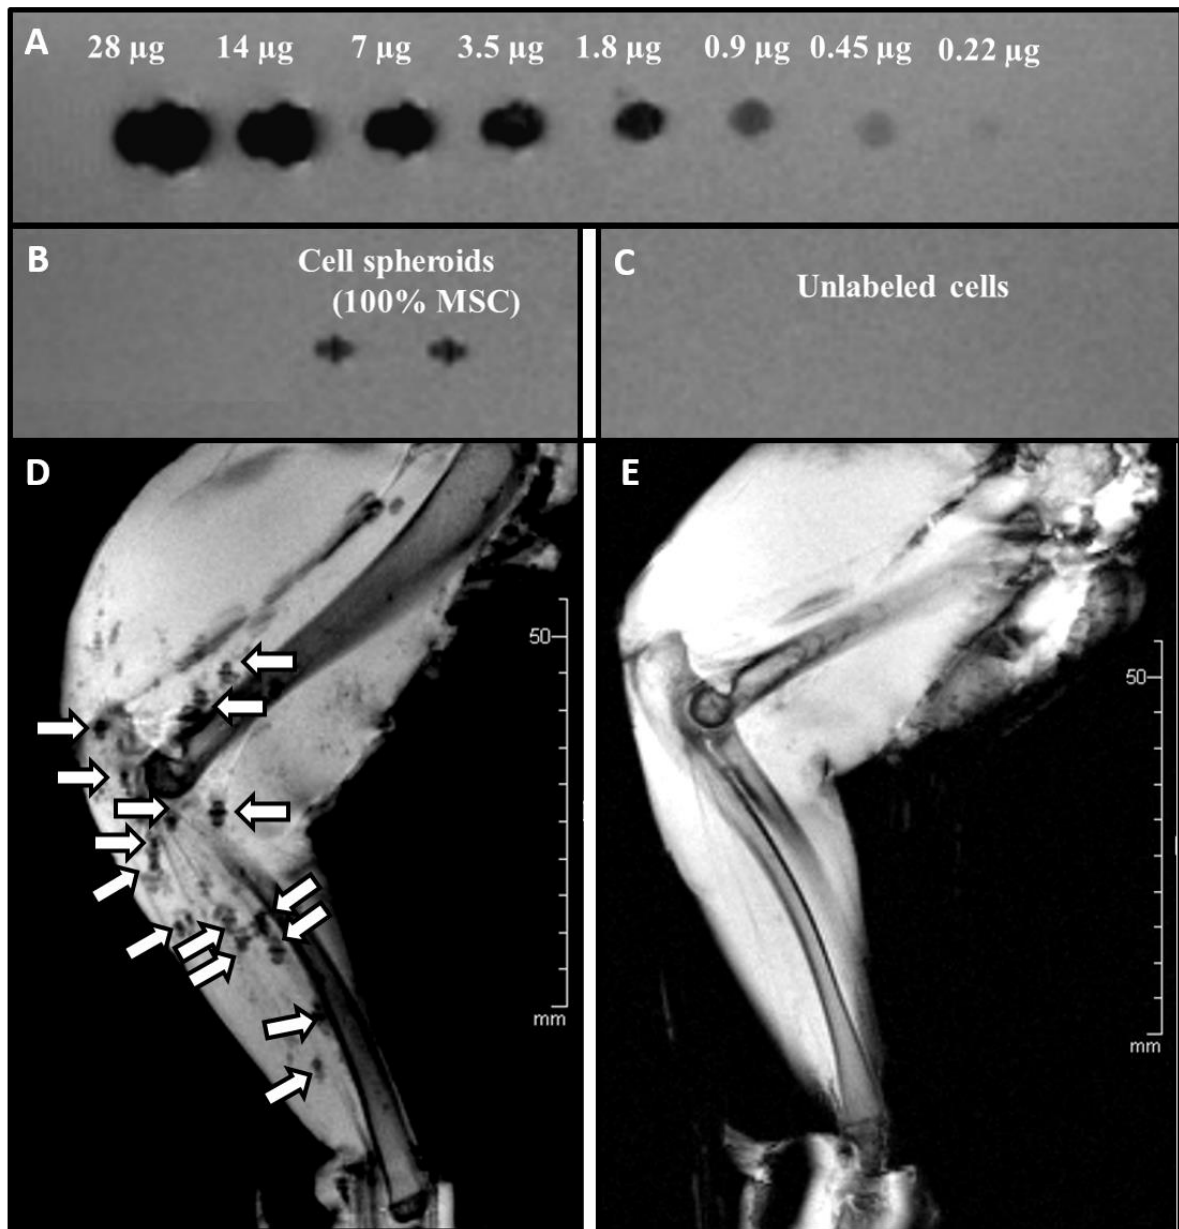 A
28 µg 14 µg 7 µg 3.5 µg 1.8 µg 0.9 µg 0.45 µg 0.22 µg
B
Cell spheroids
(100% MSC)
C
Unlabeled cells
D
50
mm
E
50
mm